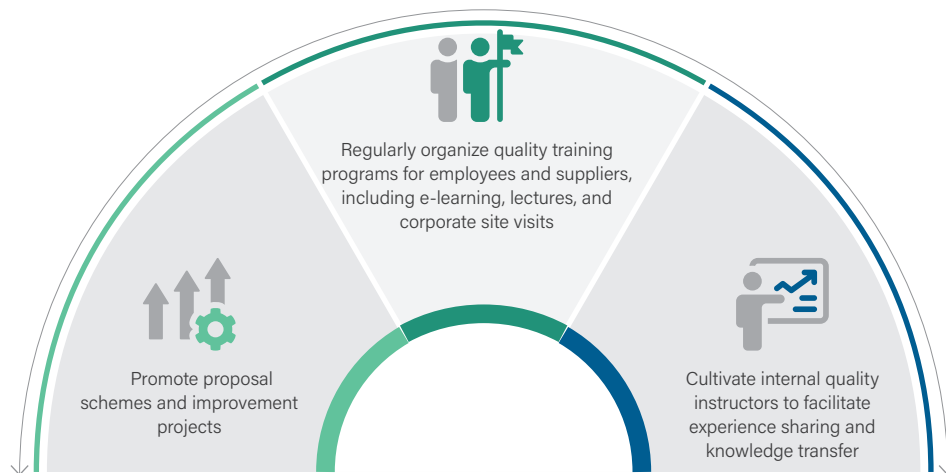 Regularly organize quality training
programs for employees and suppliers,
including e-learning, lectures, and
corporate site visits
Promote proposal
schemes and improvement
projects
Cultivate internal quality
instructors to facilitate
experience sharing and
knowledge transfer